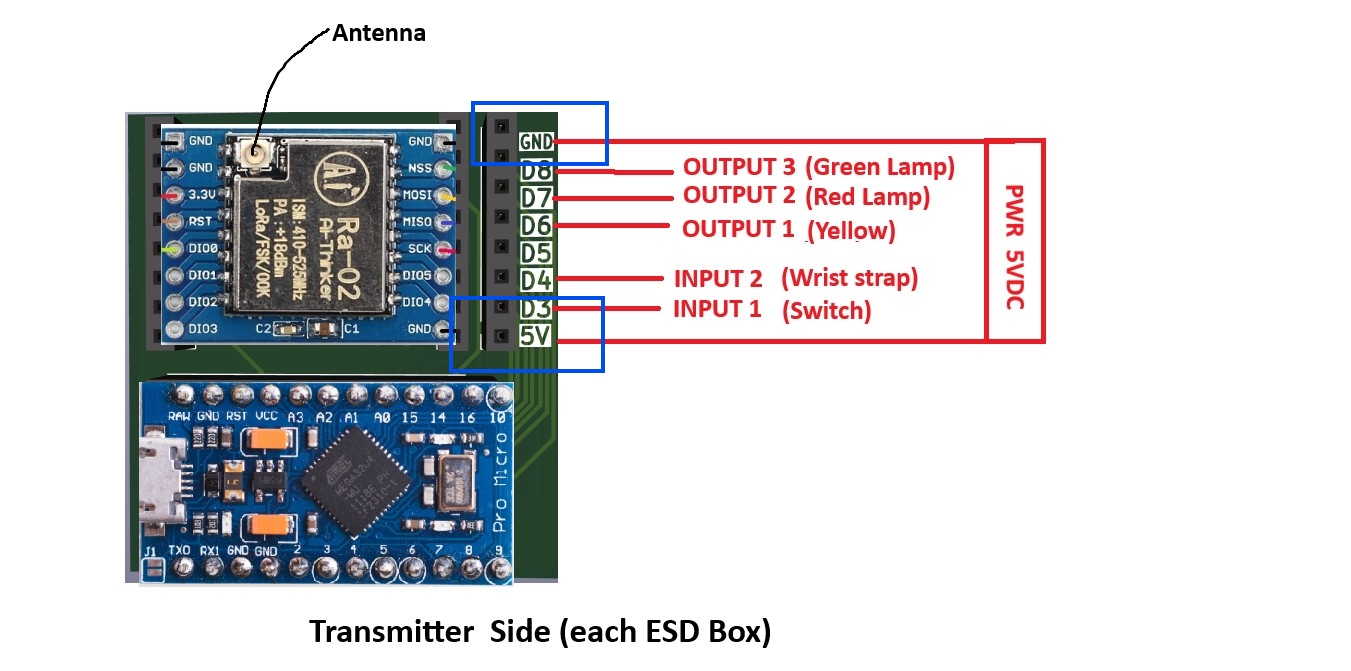 Antenna
GND
GND
3.3V
RST
DIO0
DIO1
DIO2
DIO3
Ai
Ra-02
AI-Thinker
ISM:410-525MHz
PA:+18dBm
LoRa/FSK/OOK
C2
C1
GND
NSS
MOSI
MISO
SCK
DIO5
DIO4
GND
GND
D8
D7
D6
D5
D4
D3
5V
OUTPUT 3 (Green Lamp)
OUTPUT 2 (Red Lamp)
OUTPUT 1 (Yellow)
INPUT 2 (Wrist strap)
INPUT 1 (Switch)
PWR 5VDC
RAW GND RST VCC A3 A2 A1 A0 15 14 16 10
Pro Micro
J1 TXO RX1 GND GND 2 3 4 5 6 7 8 9
Transmitter Side (each ESD Box)